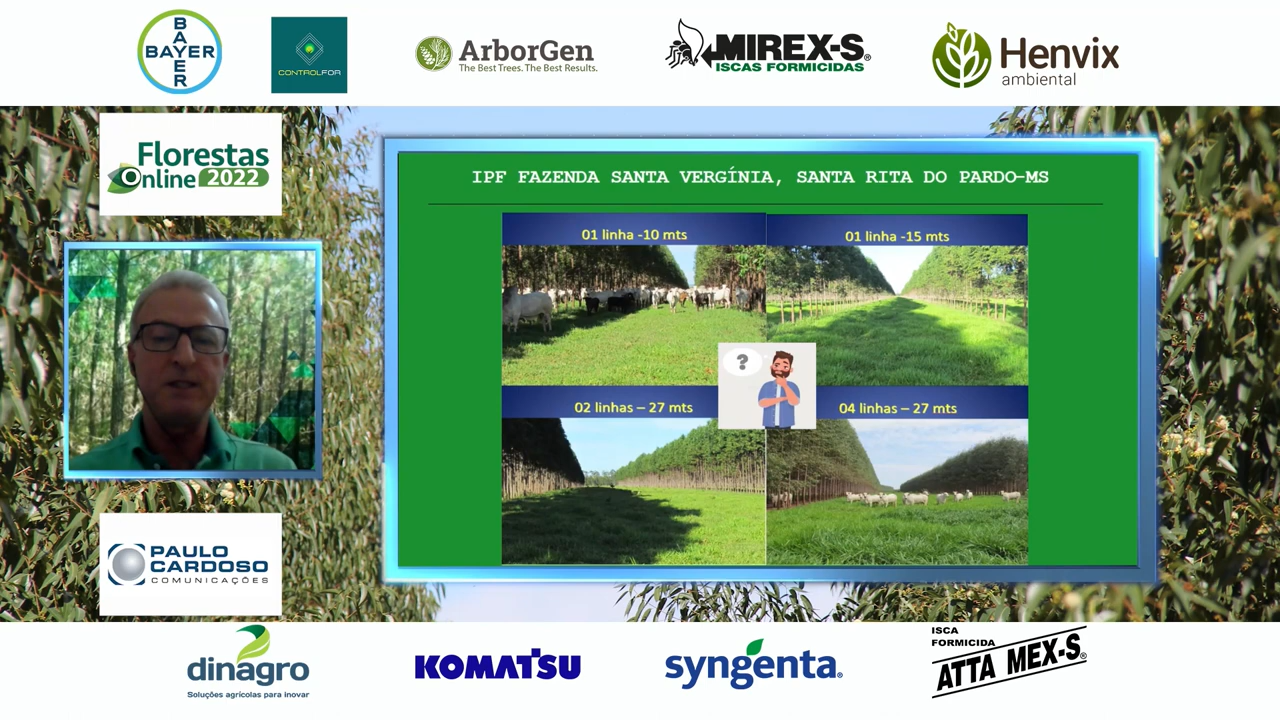 BAYER
BAYER
CONTROLFOR
ArborGen
The Best Trees. The Best Results.
MIREX-S®
ISCAS FORMICIDAS
Henvix
ambiental
Florestas
Online 2022
IPF FAZENDA SANTA VERGÍNIA, SANTA RITA DO PARDO-MS
01 linha -10 mts
01 linha -15 mts
?
02 linhas – 27 mts
04 linhas – 27 mts
PAULO
CARDOSO
COMUNICAÇÕES
dinagro
Soluções agrícolas para inovar
KOMATSU
syngenta®
ISCA
FORMICIDA
ATTA MEX-S®